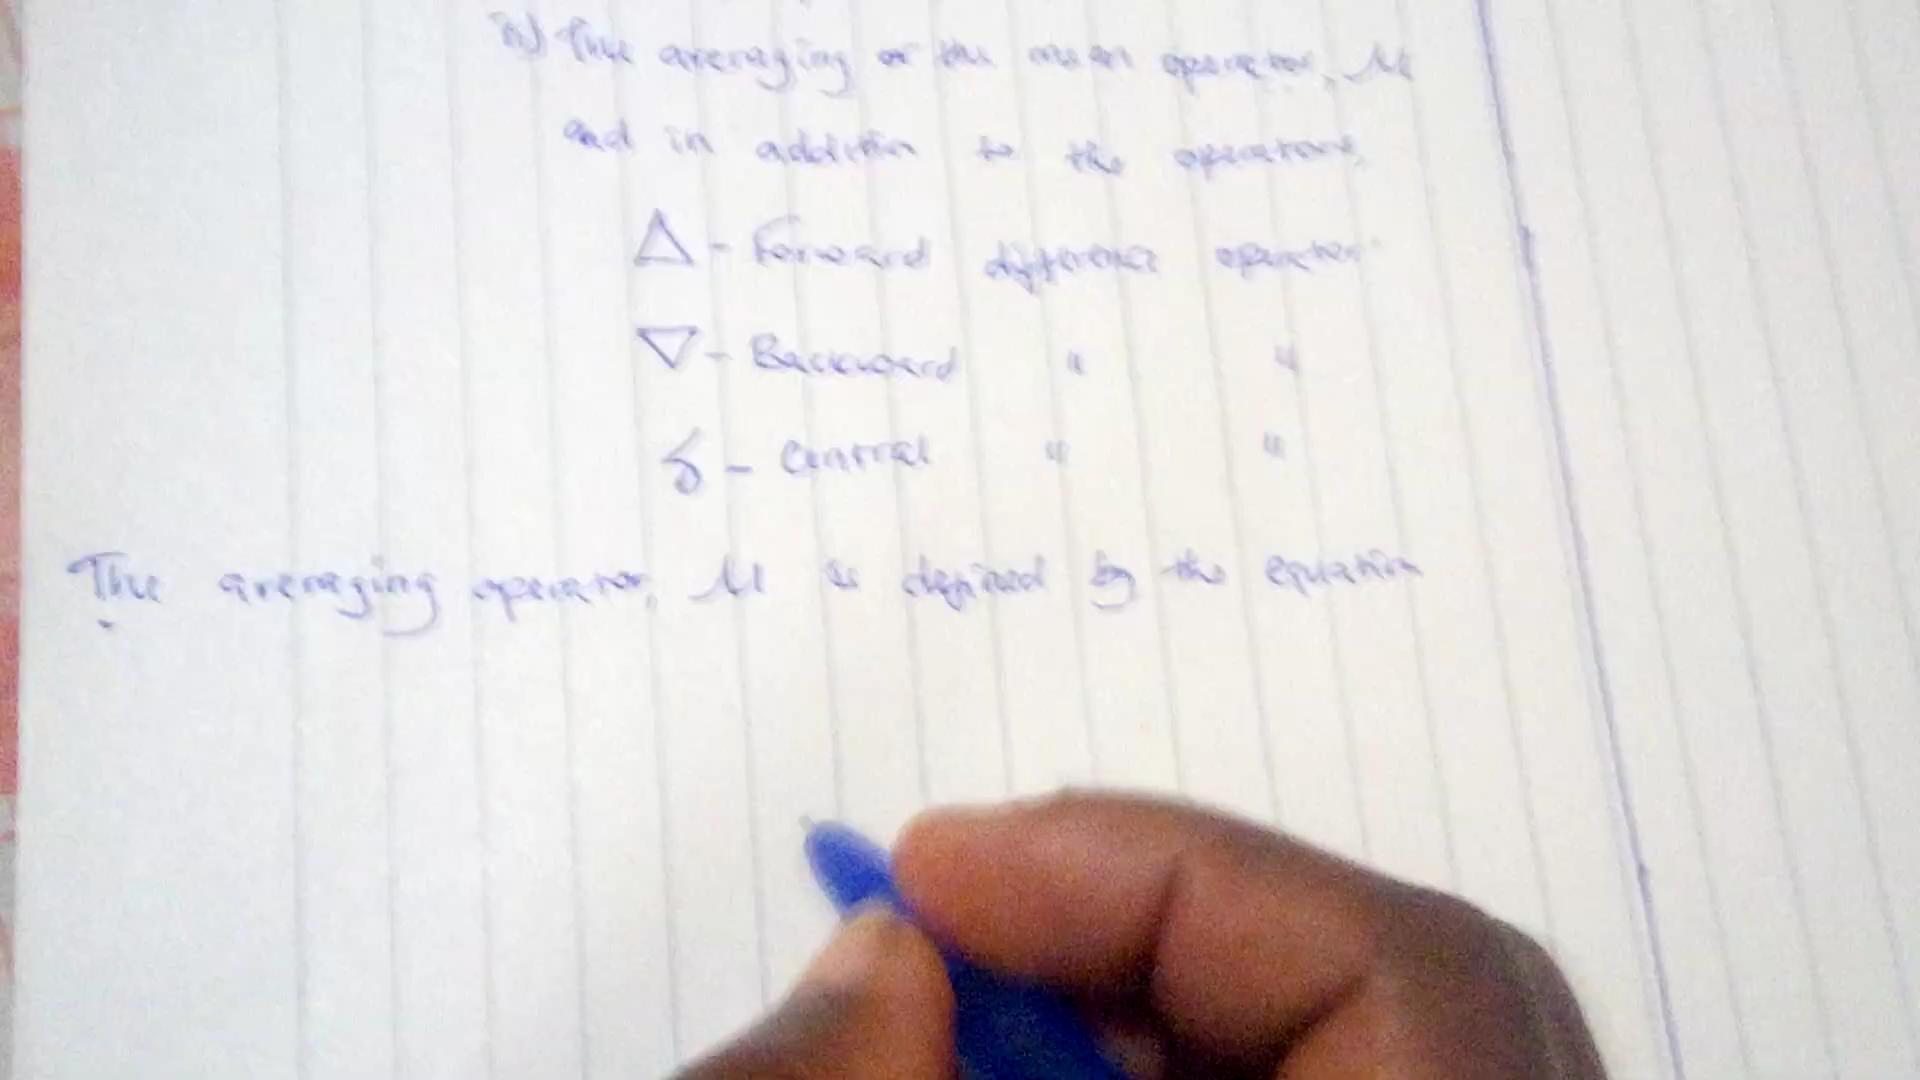 ii) The averaging or the mean operator, M
and in addition to the operators,
△ - Forward difference operator
▽ - Backward " "
δ - Central " "
The averaging operator, M is defined by the equation